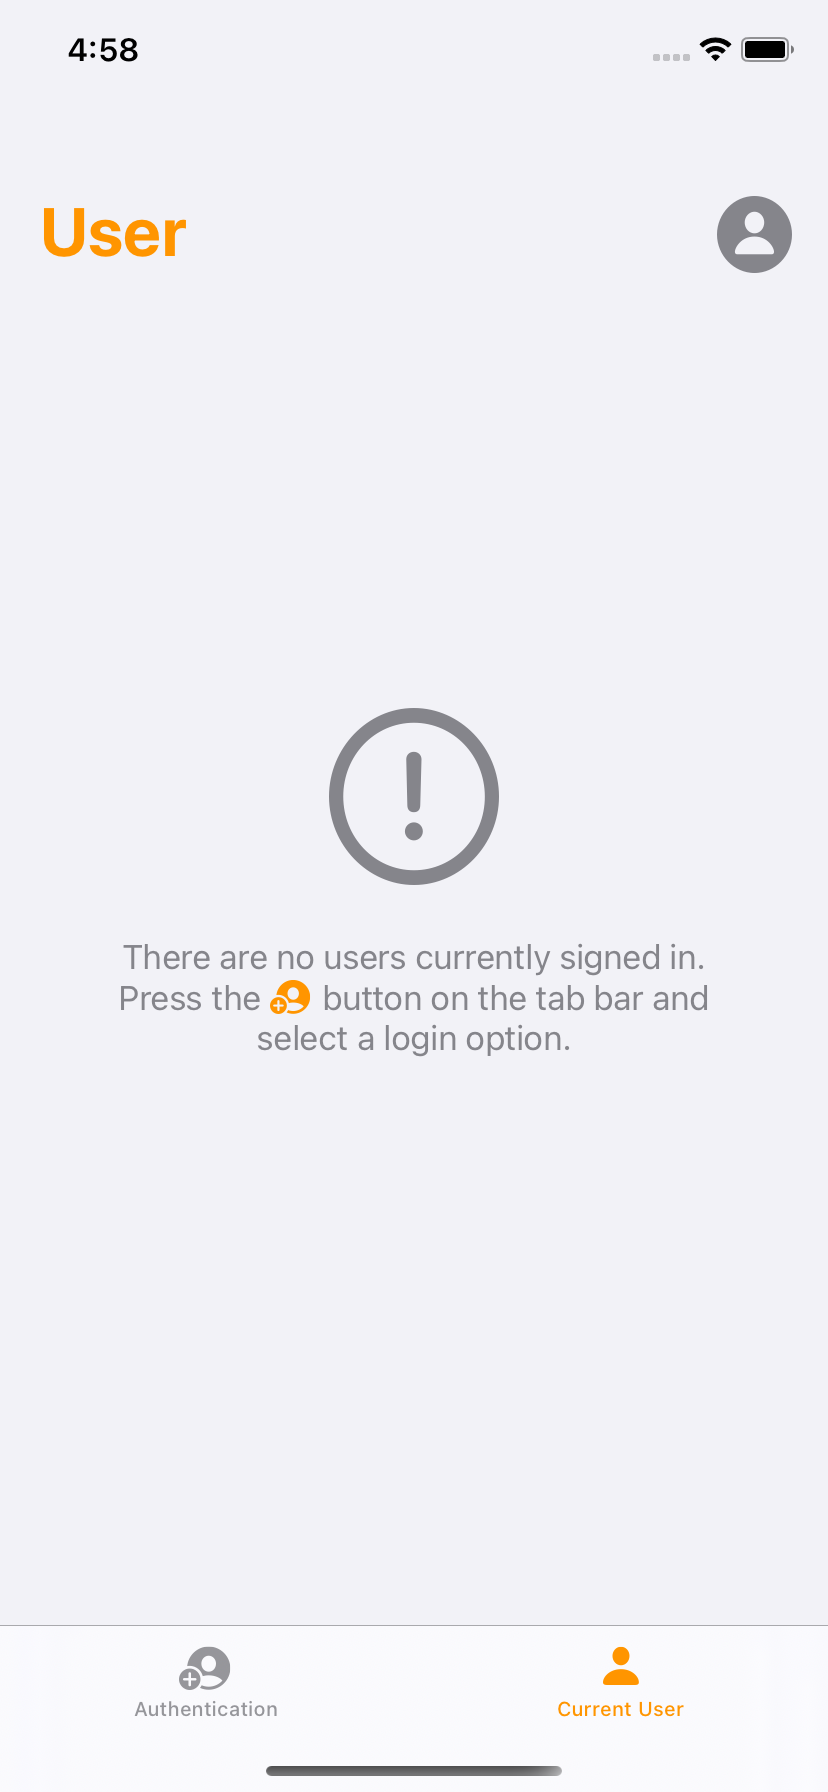 4:58
User
There are no users currently signed in.
Press the button on the tab bar and
select a login option.
Authentication
Current User